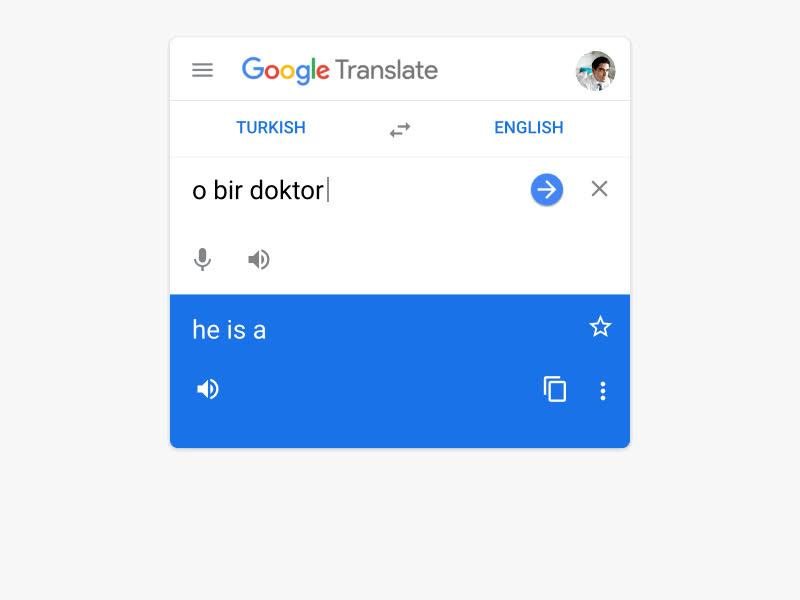 Google Translate
TURKISH ENGLISH
o bir doktor
he is a